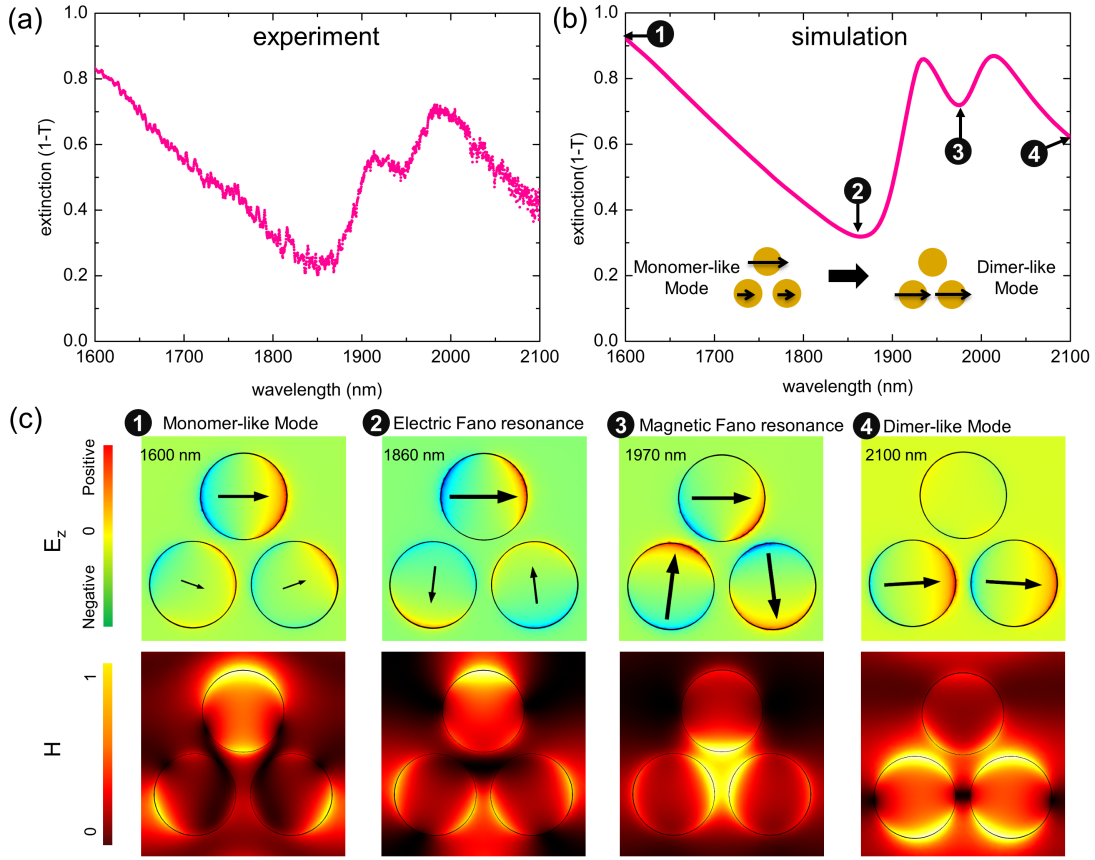 (a)
experiment
extinction (1-T)
1.0
0.8
0.6
0.4
0.2
0.0
1600
1700
1800
1900
2000
2100
wavelength (nm)
(b)
simulation
extinction(1-T)
1.0
0.8
0.6
0.4
0.2
0.0
1
2
3
4
Monomer-like
Mode
Dimer-like
Mode
1600
1700
1800
1900
2000
2100
wavelength (nm)
(c)
1 Monomer-like Mode
2 Electric Fano resonance
3 Magnetic Fano resonance
4 Dimer-like Mode
1600 nm
1860 nm
1970 nm
2100 nm
Ez
Positive
0
Negative
H
1
0